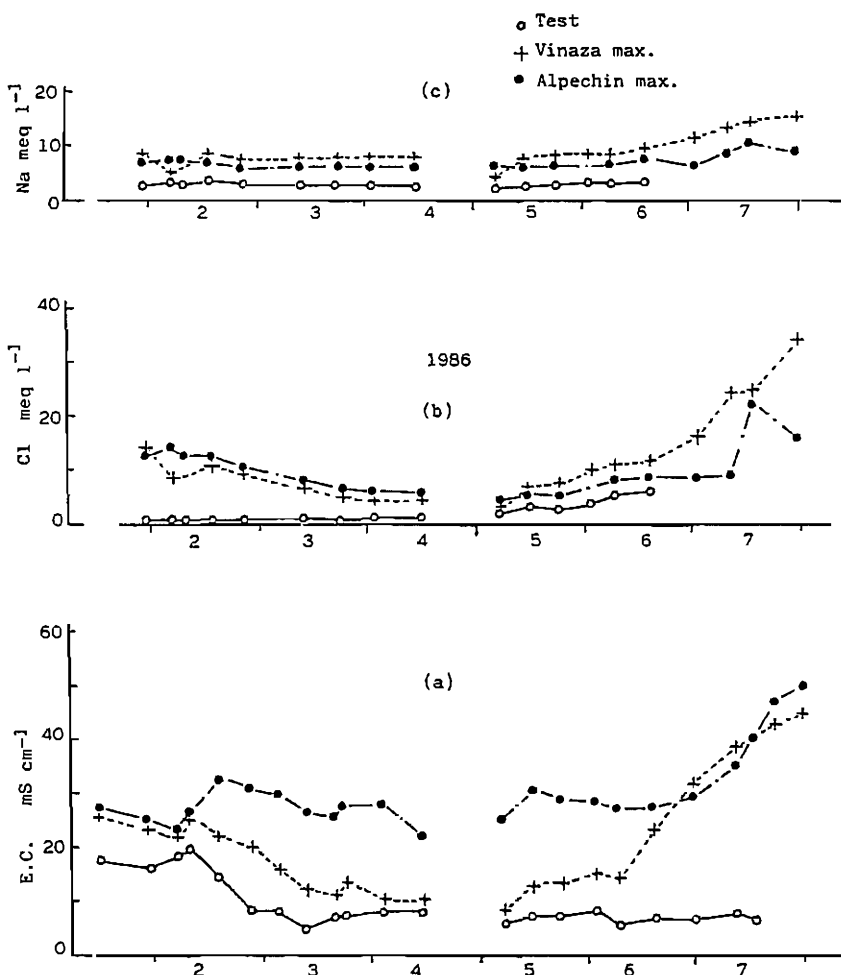 Test
Vinaza max.
Alpechin max.
(c)
Na meq l⁻¹
20
10
0
2 3 4 5 6 7
1986
(b)
Cl meq l⁻¹
40
20
0
2 3 4 5 6 7
(a)
E.C. mS cm⁻¹
60
40
20
0
2 3 4 5 6 7